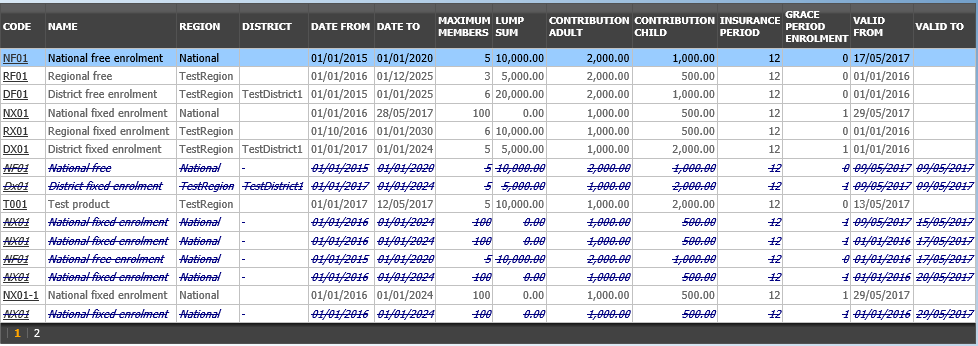 CODE NAME REGION DISTRICT DATE FROM DATE TO MAXIMUM MEMBERS LUMP SUM CONTRIBUTION ADULT CONTRIBUTION CHILD INSURANCE PERIOD GRACE PERIOD ENROLMENT VALID FROM VALID TO
NF01 National free enrolment National 01/01/2015 01/01/2020 5 10,000.00 2,000.00 1,000.00 12 0 17/05/2017
RF01 Regional free TestRegion 01/01/2016 01/12/2025 3 5,000.00 2,000.00 500.00 12 0 01/01/2016
DF01 District free enrolment TestRegion TestDistrict1 01/01/2015 01/01/2025 6 20,000.00 2,000.00 1,000.00 12 0 01/01/2016
NX01 National fixed enrolment National 01/01/2016 28/05/2017 100 0.00 1,000.00 500.00 12 1 29/05/2017
RX01 Regional fixed enrolment TestRegion 01/10/2016 01/01/2030 6 10,000.00 1,000.00 500.00 12 0 01/01/2016
DX01 District fixed enrolment TestRegion TestDistrict1 01/01/2017 01/01/2024 5 5,000.00 1,000.00 2,000.00 12 1 01/01/2016
NF01 National free National - 01/01/2015 01/01/2020 5 10,000.00 2,000.00 1,000.00 12 0 09/05/2017 09/05/2017
Dx01 District fixed enrolment TestRegion TestDistrict1 01/01/2017 01/01/2024 5 5,000.00 1,000.00 2,000.00 12 1 09/05/2017 09/05/2017
T001 Test product TestRegion 01/01/2017 12/05/2017 5 10,000.00 1,000.00 2,000.00 12 0 13/05/2017
NX01 National fixed enrolment National - 01/01/2016 01/01/2024 100 0.00 1,000.00 500.00 12 1 09/05/2017 15/05/2017
NX01 National fixed enrolment National - 01/01/2016 01/01/2024 100 0.00 1,000.00 500.00 12 1 01/01/2016 17/05/2017
NF01 National free enrolment National - 01/01/2015 01/01/2020 5 10,000.00 2,000.00 1,000.00 12 0 01/01/2016 17/05/2017
NX01 National fixed enrolment National - 01/01/2016 01/01/2024 100 0.00 1,000.00 500.00 12 1 01/01/2016 20/05/2017
NX01-1 National fixed enrolment National 01/01/2016 01/01/2024 100 0.00 1,000.00 500.00 12 1 29/05/2017
NX01 National fixed enrolment National - 01/01/2016 01/01/2024 100 0.00 1,000.00 500.00 12 1 01/01/2016 29/05/2017
1 2